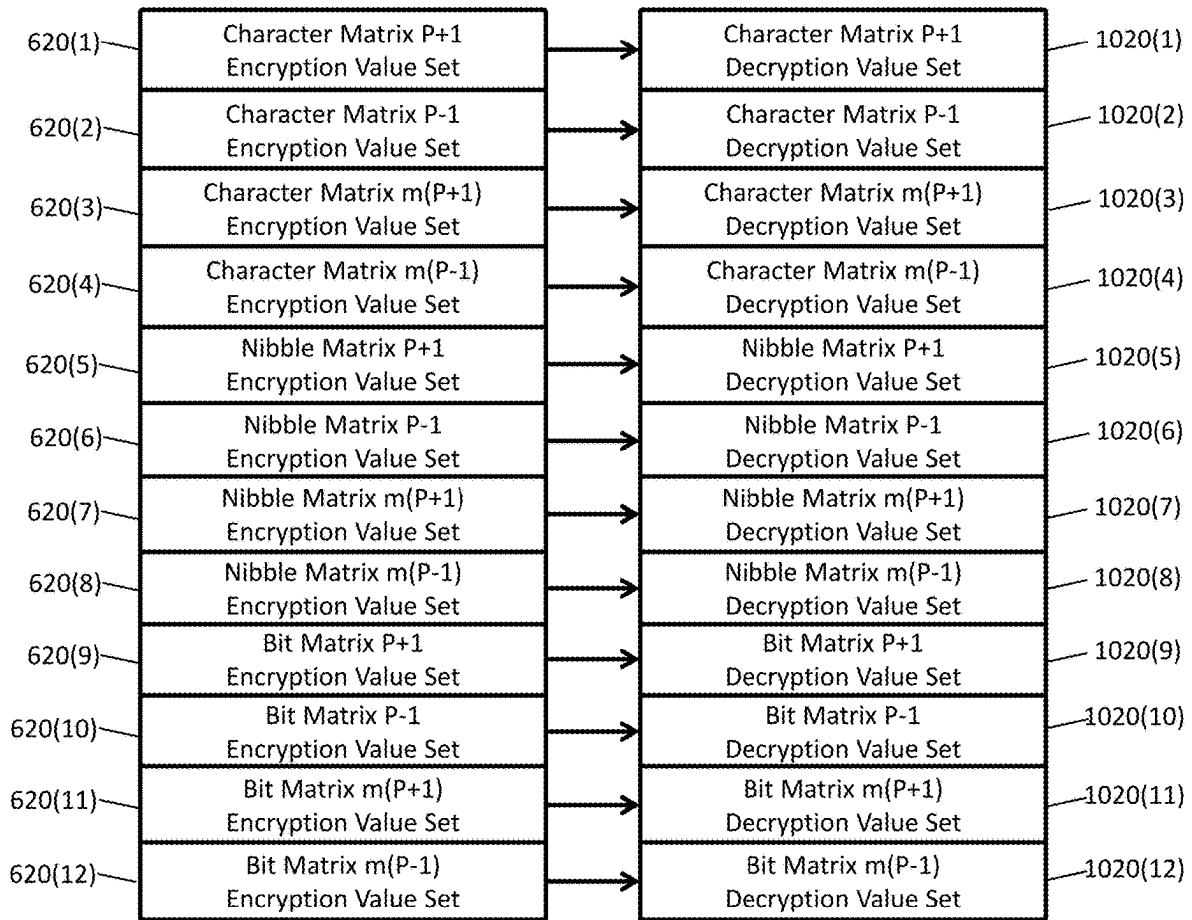 620(1)
Character Matrix P+1
Encryption Value Set
Character Matrix P+1
Decryption Value Set
1020(1)
620(2)
Character Matrix P-1
Encryption Value Set
Character Matrix P-1
Decryption Value Set
1020(2)
620(3)
Character Matrix m(P+1)
Encryption Value Set
Character Matrix m(P+1)
Decryption Value Set
1020(3)
620(4)
Character Matrix m(P-1)
Encryption Value Set
Character Matrix m(P-1)
Decryption Value Set
1020(4)
620(5)
Nibble Matrix P+1
Encryption Value Set
Nibble Matrix P+1
Decryption Value Set
1020(5)
620(6)
Nibble Matrix P-1
Encryption Value Set
Nibble Matrix P-1
Decryption Value Set
1020(6)
620(7)
Nibble Matrix m(P+1)
Encryption Value Set
Nibble Matrix m(P+1)
Decryption Value Set
1020(7)
620(8)
Nibble Matrix m(P-1)
Encryption Value Set
Nibble Matrix m(P-1)
Decryption Value Set
1020(8)
620(9)
Bit Matrix P+1
Encryption Value Set
Bit Matrix P+1
Decryption Value Set
1020(9)
620(10)
Bit Matrix P-1
Encryption Value Set
Bit Matrix P-1
Decryption Value Set
1020(10)
620(11)
Bit Matrix m(P+1)
Encryption Value Set
Bit Matrix m(P+1)
Decryption Value Set
1020(11)
620(12)
Bit Matrix m(P-1)
Encryption Value Set
Bit Matrix m(P-1)
Decryption Value Set
1020(12)